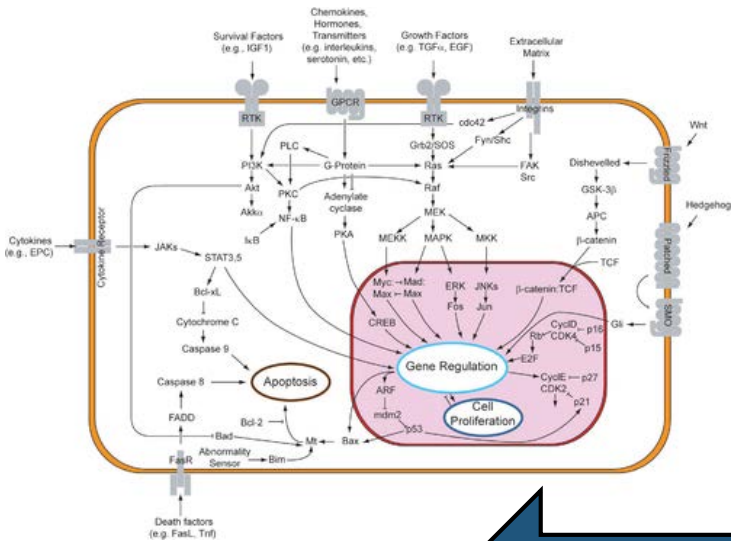 Chemokines,
Hormones,
Transmitters
(e.g. interleukins,
serotonin, etc.)
Survival Factors
(e.g., IGF1)
Growth Factors
(e.g. TGFα, EGF)
Extracellular
Matrix
RTK
GPCR
RTK
Integrins
cdc42
Wnt
Frizzled
Hedgehog
Patched
SMO
Grb2/SOS
Fyn/Shc
PLC
PI3K
G-Protein
Ras
FAK
Src
Dishevelled
GSK-3β
APC
β-catenin
TCF
Akt
PKC
Adenylate
cyclase
Raf
Akkα
NF-κB
MEK
IκB
PKA
MEKK
MAPK
MKK
Cytokines
(e.g., EPC)
Cytokine Receptor
JAKs
STAT3,5
Bcl-xL
Cytochrome C
Caspase 9
Caspase 8
FADD
FasR
Death factors
(e.g. FasL, Tnf)
Myc:
Max
Mad:
Max
ERK
Fos
JNKs
Jun
β-catenin:TCF
CREB
Gli
CyclD
CDK4
p16
p15
Rb
E2F
Gene Regulation
CyclE
CDK2
p27
p21
Apoptosis
ARF
mdm2
p53
Cell
Proliferation
Bcl-2
Bad
Mt
Bax
Abnormality
Sensor
Bim